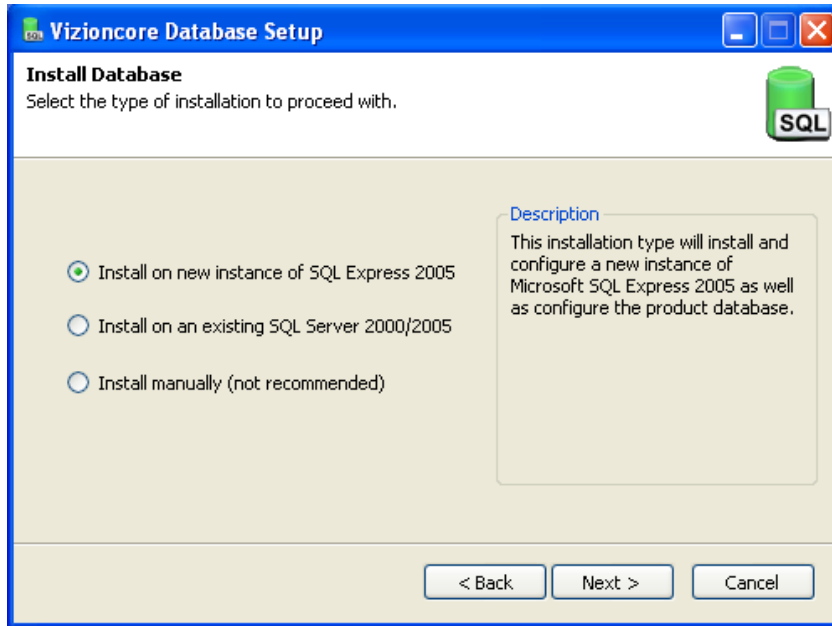 Vizioncore Database Setup
Install Database
Select the type of installation to proceed with.
SQL
SQL
Install on new instance of SQL Express 2005
Install on an existing SQL Server 2000/2005
Install manually (not recommended)
Description
This installation type will install and
configure a new instance of
Microsoft SQL Express 2005 as well
as configure the product database.
< Back
Next >
Cancel